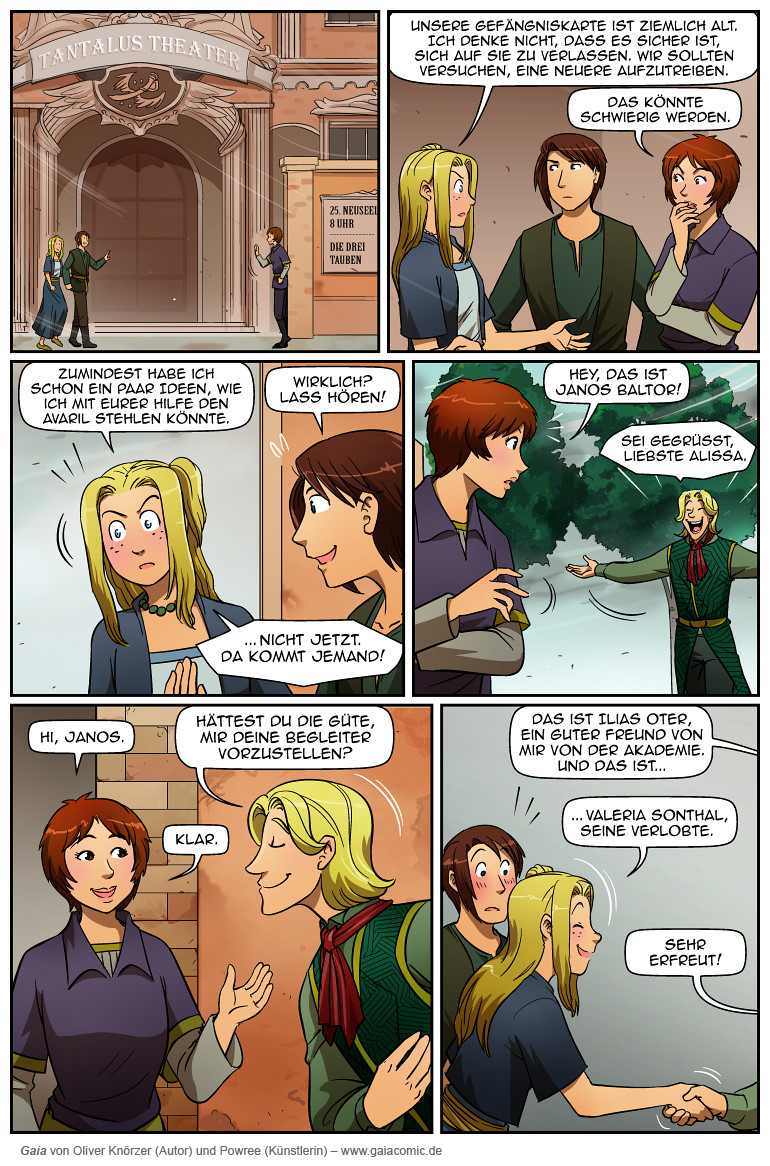 TANTALUS THEATER
25. NEUSEEL
8 UHR
DIE DREI
TAUBEN
UNSERE GEFÄNGNISKARTE IST ZIEMLICH ALT.
ICH DENKE NICHT, DASS ES SICHER IST,
SICH AUF SIE ZU VERLASSEN. WIR SOLLTEN
VERSUCHEN, EINE NEUERE AUFZUTREIBEN.
DAS KÖNNTE
SCHWIERIG WERDEN.
ZUMINDEST HABE ICH
SCHON EIN PAAR IDEEN, WIE
ICH MIT EURER HILFE DEN
AVARIL STEHLEN KÖNNTE.
WIRKLICH?
LASS HÖREN!
...NICHT JETZT.
DA KOMMT JEMAND!
HEY, DAS IST
JANOS BALTOR!
SEI GEGRÜSST,
LIEBSTE ALISSA.
HI, JANOS.
HÄTTEST DU DIE GÜTE,
MIR DEINE BEGLEITER
VORZUSTELLEN?
KLAR.
DAS IST ILIAS OTER,
EIN GUTER FREUND VON
MIR VON DER AKADEMIE.
UND DAS IST...
...VALERIA SONTHAL,
SEINE VERLOBTE.
SEHR
ERFREUT!
Gaia von Oliver Knörzer (Autor) und Powree (Künstlerin) – www.gaiacomic.de